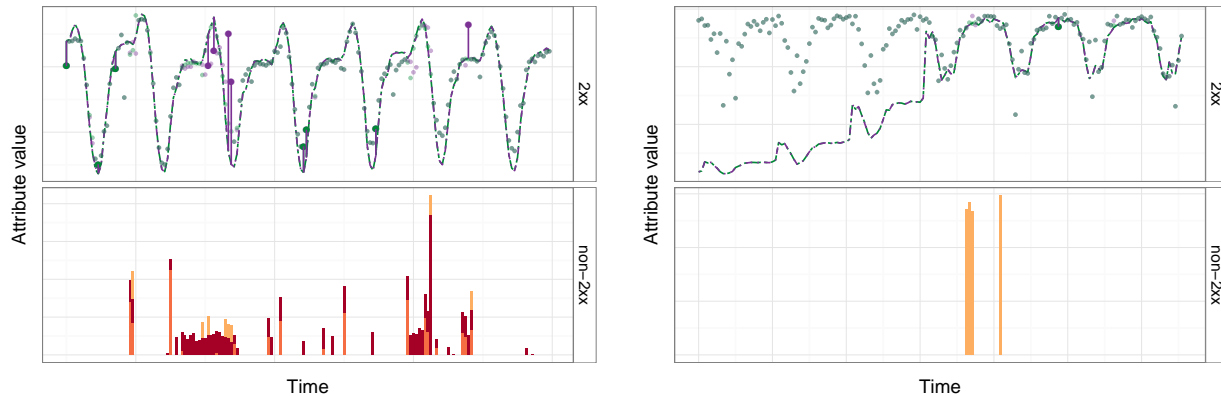 Attribute value
2xx
non−2xx
Time
Attribute value
2xx
non−2xx
Time